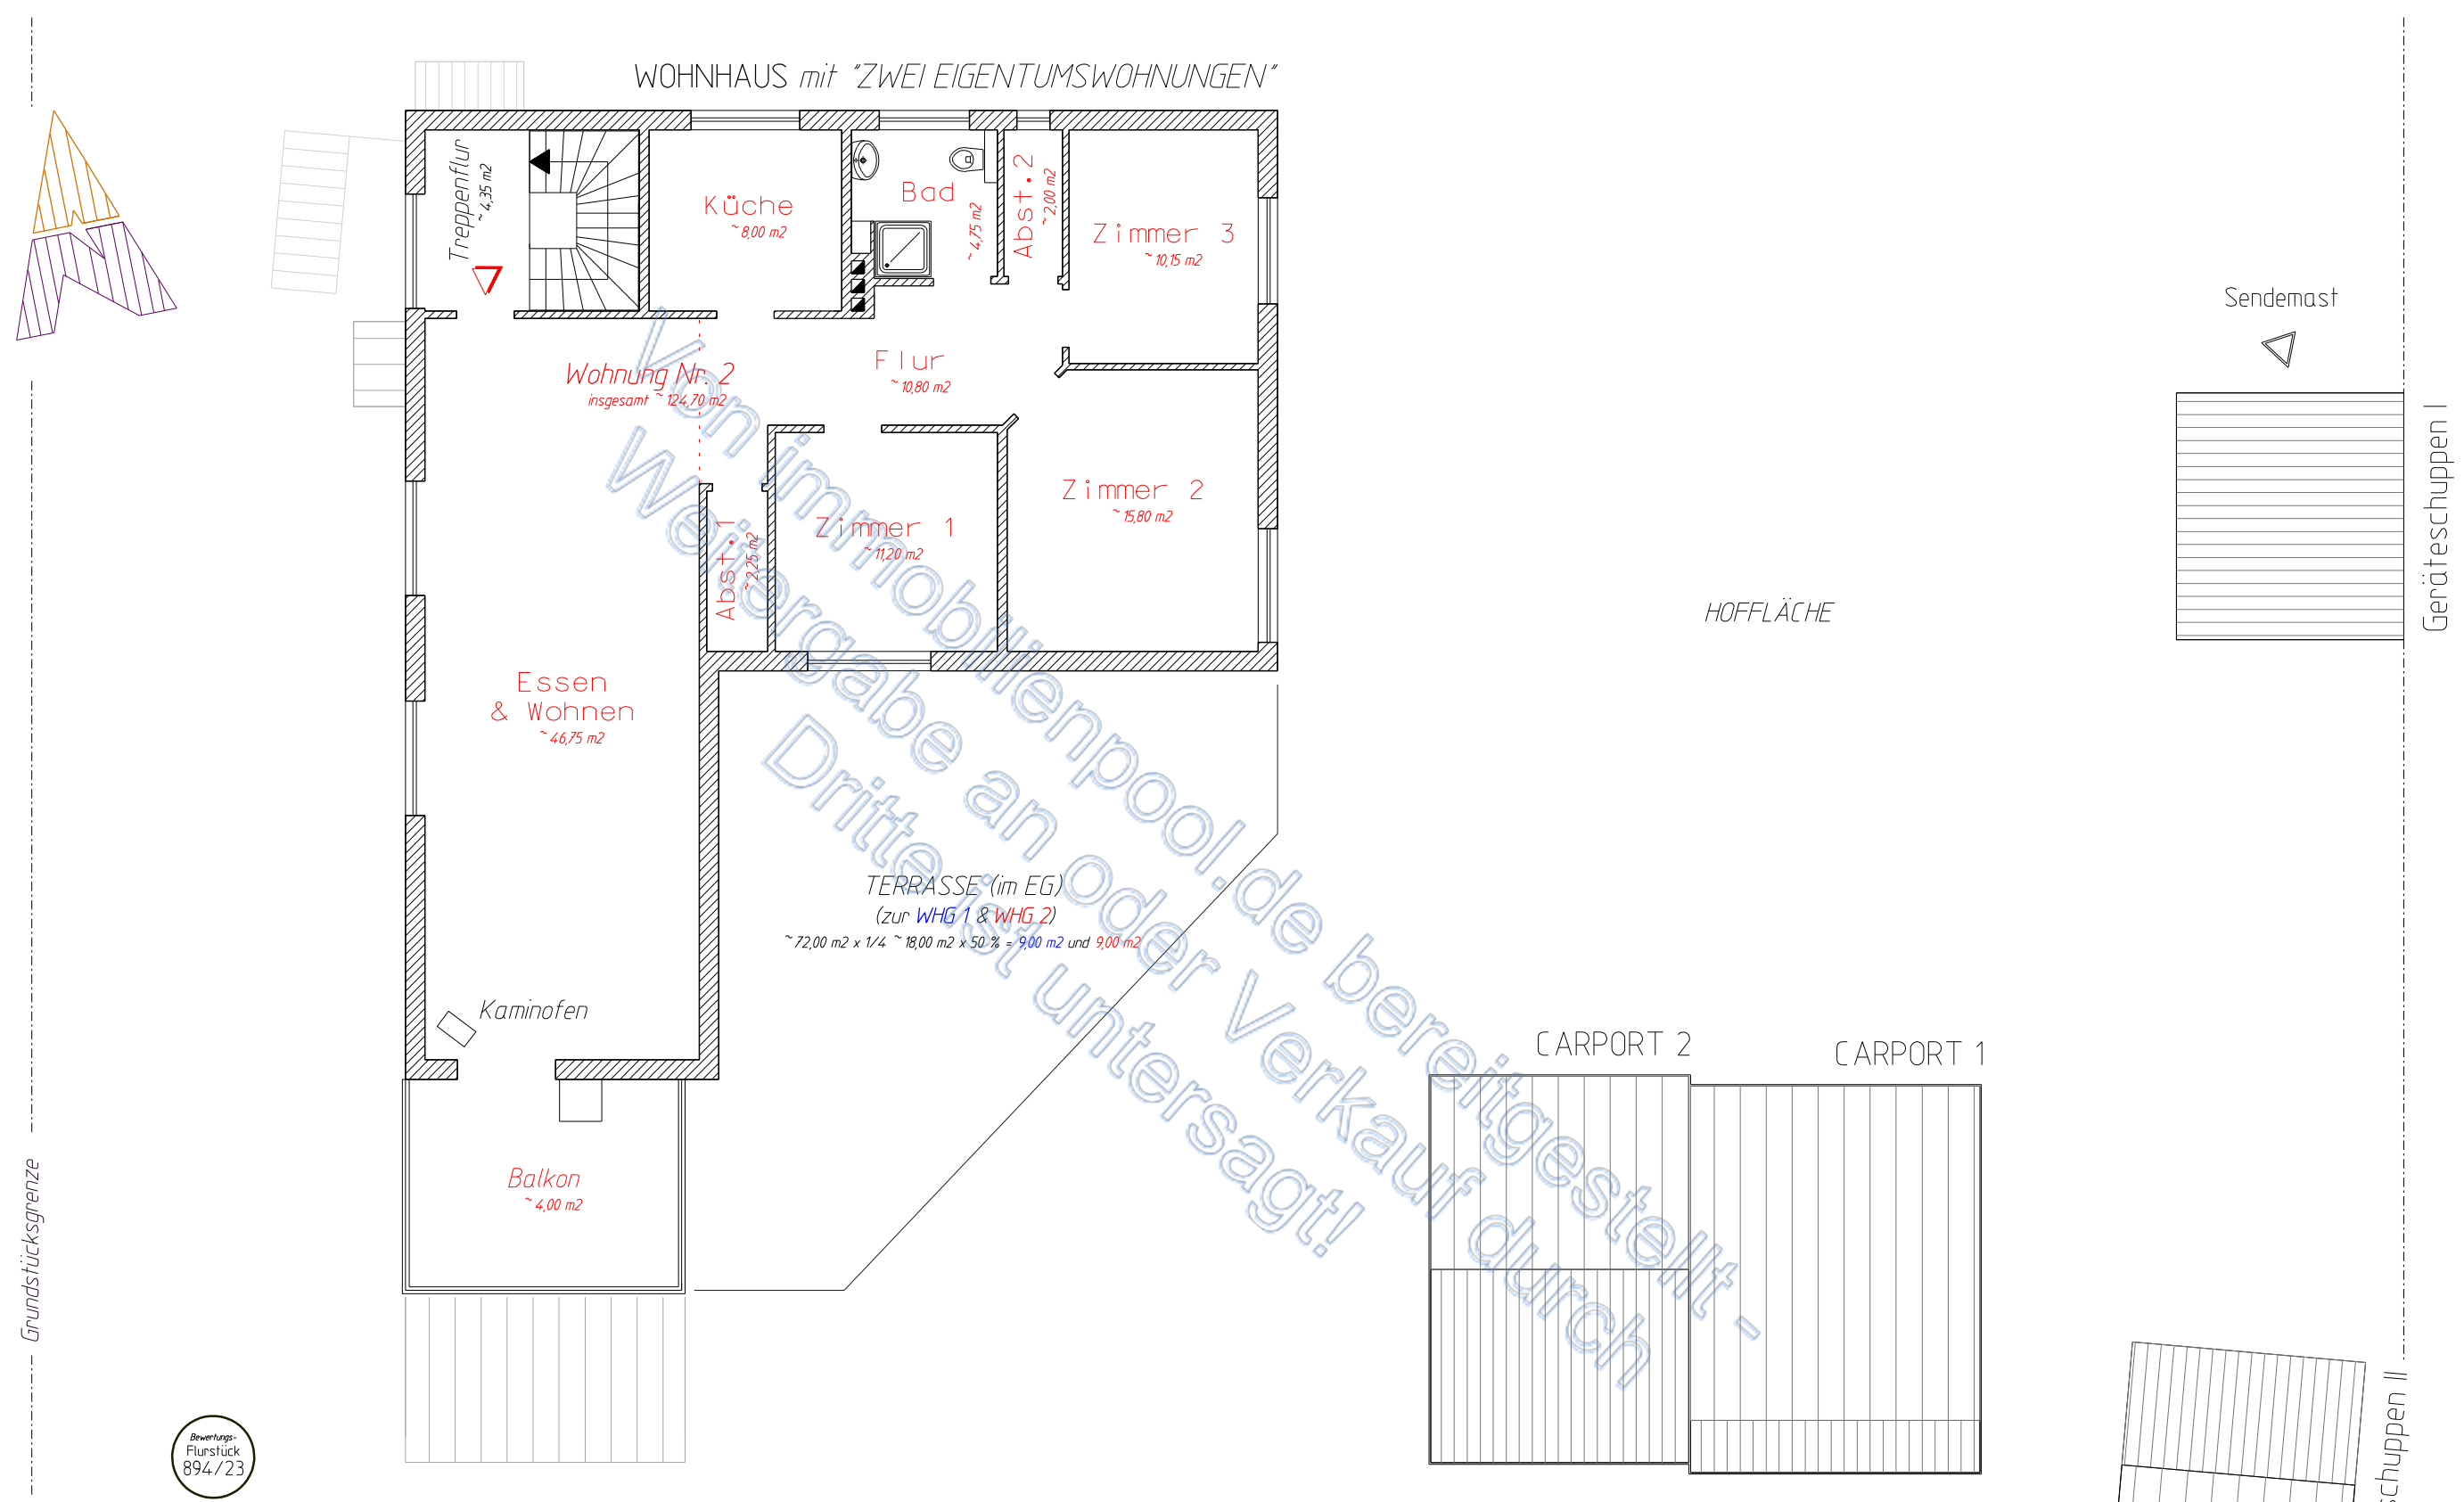 WOHNHAUS mit "ZWEI EIGENTUMSWOHNUNGEN"
Treppenflur
~ 4,35 m2
Küche
~ 8,00 m2
Bad
~ 4,75 m2
Abst.2
~ 2,00 m2
Zimmer 3
~ 10,15 m2
Sendemast
Wohnung Nr. 2
insgesamt ~ 124,70 m2
Flur
~ 10,80 m2
Geräteschuppen I
Abst.1
~ 2,25 m2
Zimmer 1
~ 11,20 m2
Zimmer 2
~ 15,80 m2
HOFFLÄCHE
Essen
& Wohnen
~ 46,75 m2
TERRASSE (im EG)
(zur WHG 1 & WHG 2)
~ 72,00 m2 x 1/4 ~ 18,00 m2 x 50 % = 9,00 m2 und 9,00 m2
Kaminofen
CARPORT 2
CARPORT 1
Balkon
~ 4,00 m2
Grundstücksgrenze
Bewertungs-
Flurstück
894/23
chuppen II
Von immobilienpool.de bereitgestellt -
Weitergabe an oder Verkauf durch
Dritte ist untersagt!